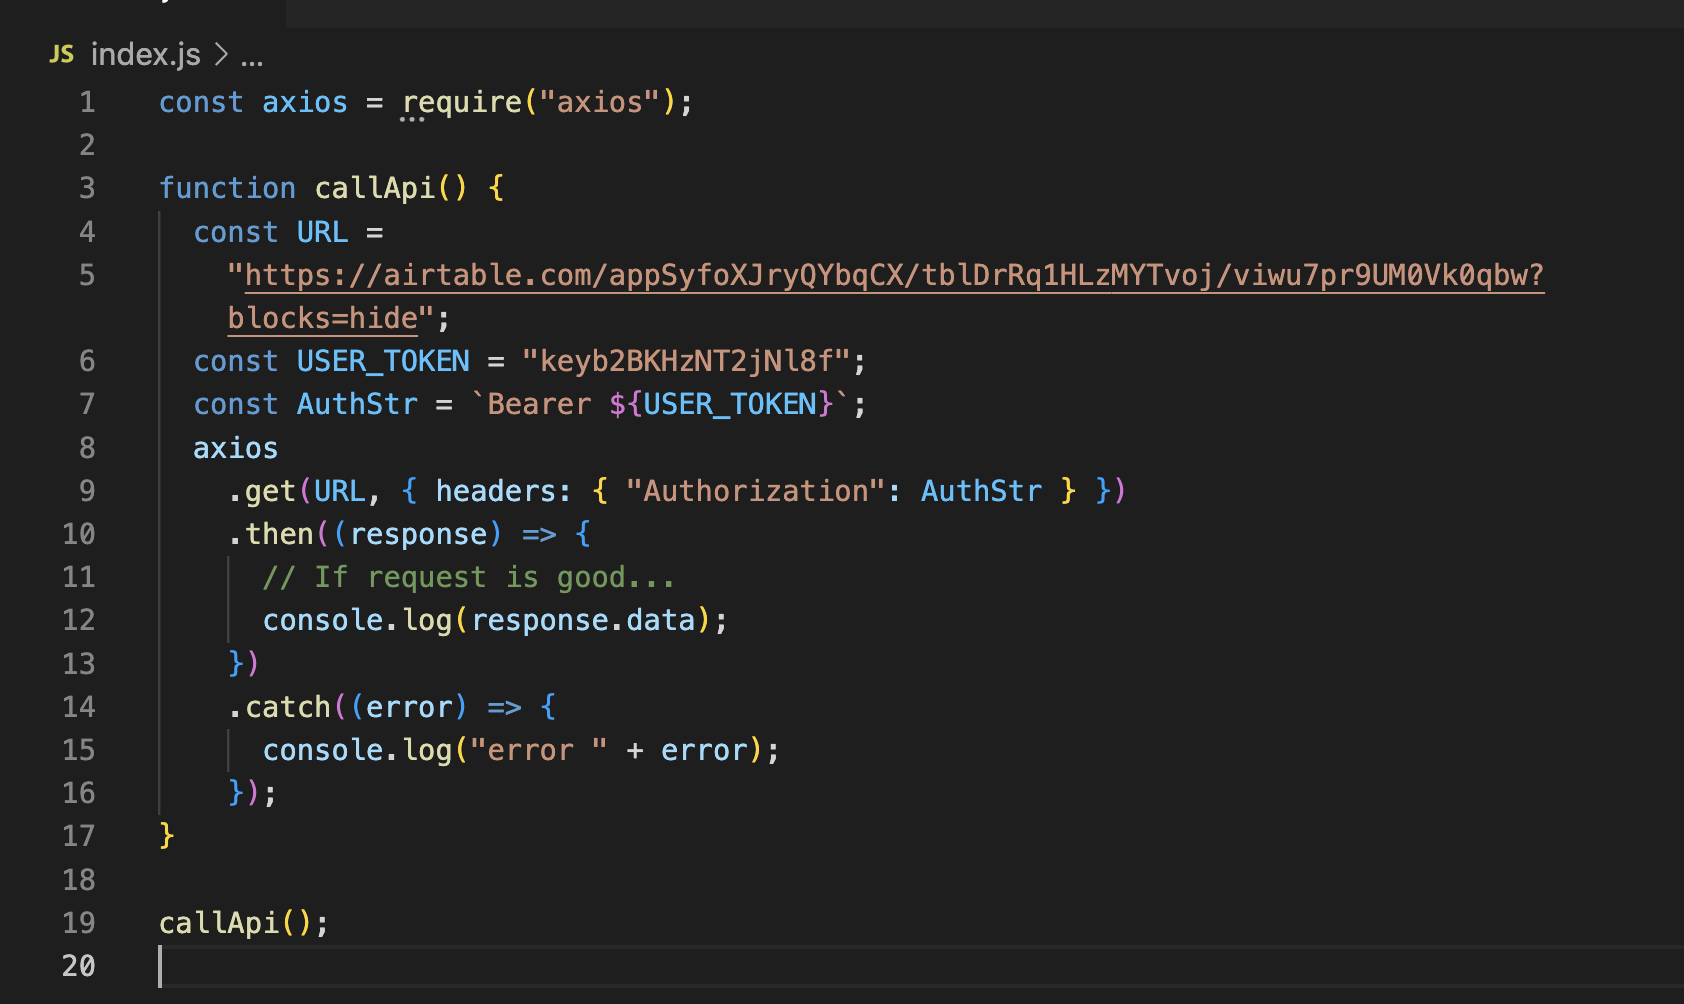 JS index.js > ...
1 const axios = require("axios");
2
3 function callApi() {
4 const URL =
5 "https://airtable.com/appSyfoXJryQYbqCX/tblDrRq1HLzMYTvoj/viwu7pr9UM0Vk0qbw?
blocks=hide";
6 const USER_TOKEN = "keyb2BKHzNT2jNl8f";
7 const AuthStr = `Bearer ${USER_TOKEN}`;
8 axios
9 .get(URL, { headers: { "Authorization": AuthStr } })
10 .then((response) => {
11 // If request is good...
12 console.log(response.data);
13 })
14 .catch((error) => {
15 console.log("error " + error);
16 });
17 }
18
19 callApi();
20